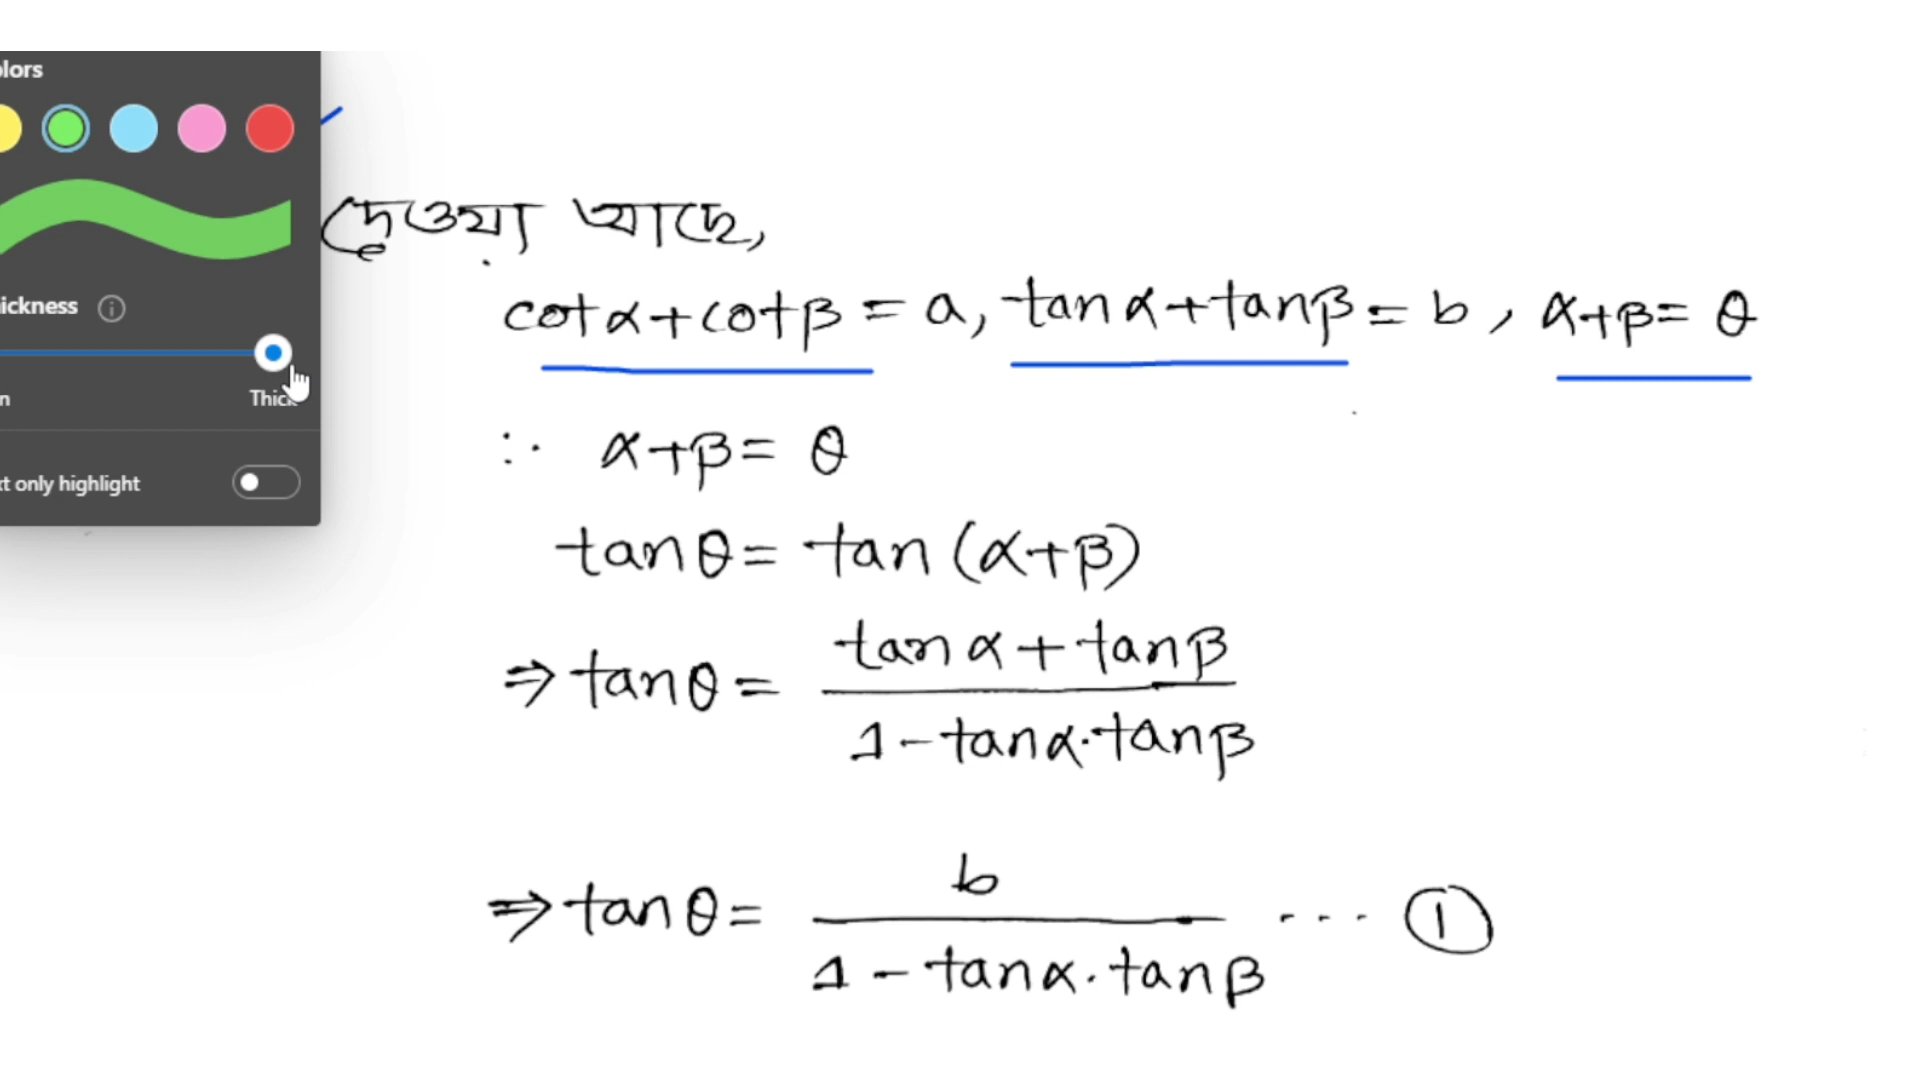 lors
ickness
n Thick
t only highlight
দেওয়া আছে,
cotα+cotβ = a, tanα+tanβ = b, α+β= θ
∴ α+β= θ
tanθ= tan (α+β)
⇒ tanθ= tanα+tanβ
1-tanα·tanβ
⇒ tanθ= b ... ①
1 - tanα·tanβ